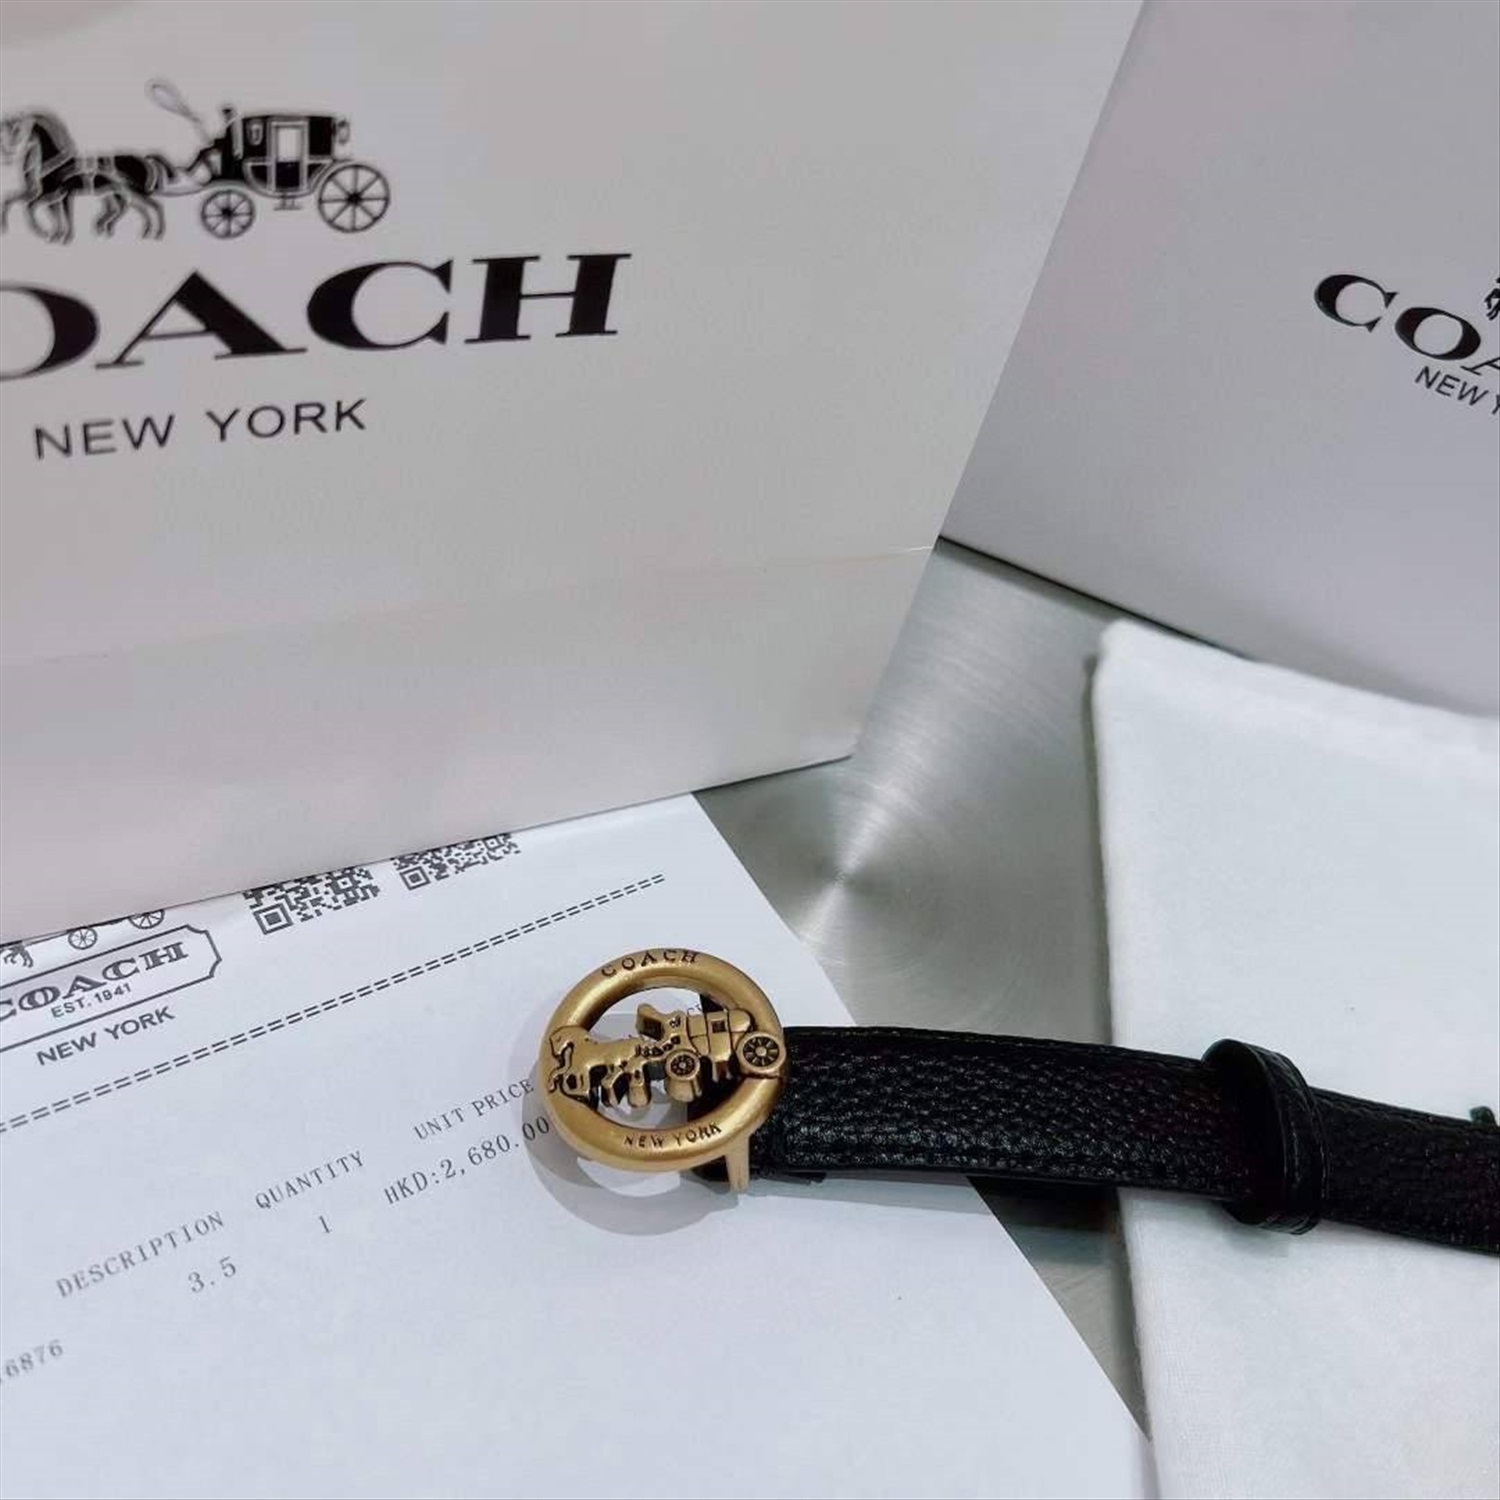 OACH
NEW YORK
CO
NEW
COACH
EST. 1941
NEW YORK
COACH
NEW YORK
DESCRIPTION QUANTITY UNIT PRICE
3.5 1 HKD:2,680.00
6876